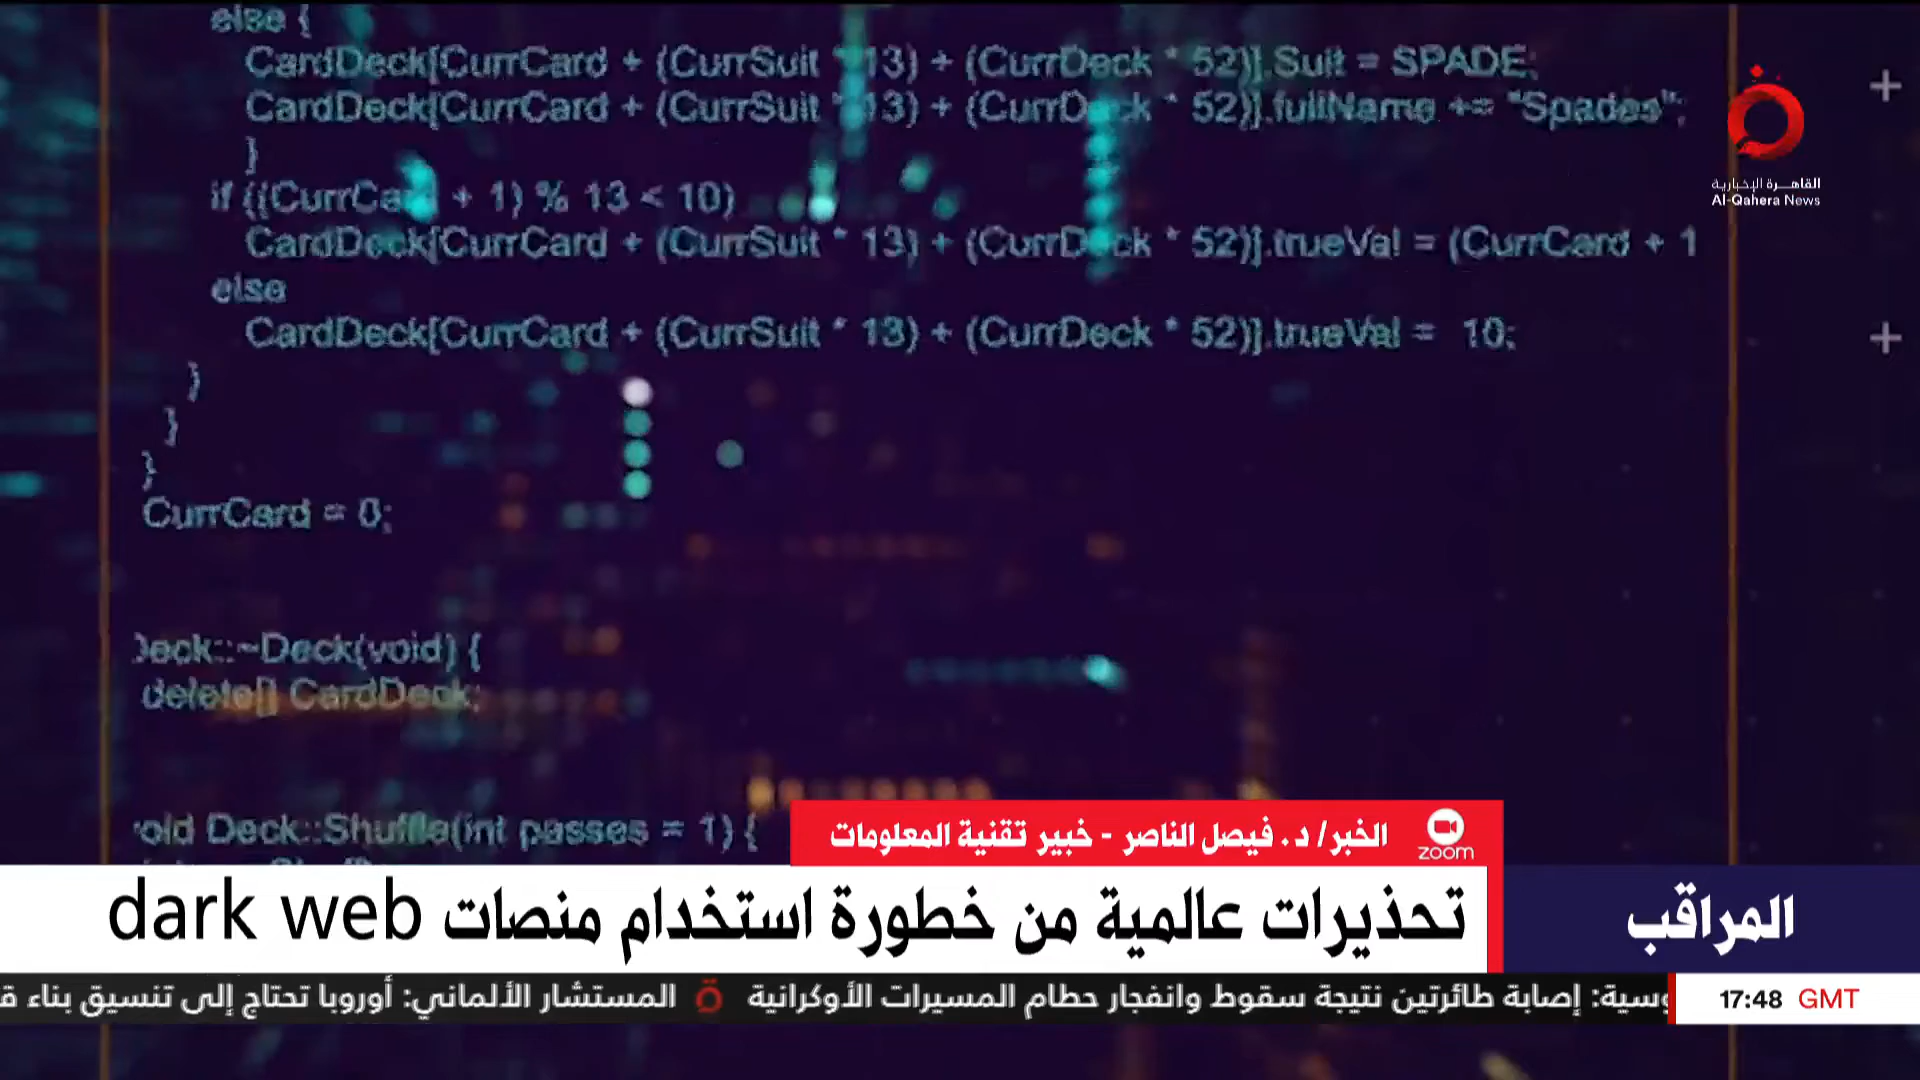 else {
CardDeck[CurrCard + (CurrSuit * 13) + (CurrDeck * 52)].Suit = SPADE;
CardDeck[CurrCard + (CurrSuit * 13) + (CurrDeck * 52)].fullName += "Spades";
}
if ((CurrCard + 1) % 13 < 10)
CardDeck[CurrCard + (CurrSuit * 13) + (CurrDeck * 52)].trueVal = (CurrCard + 1
else
CardDeck[CurrCard + (CurrSuit * 13) + (CurrDeck * 52)].trueVal = 10;
}
}
}
CurrCard = 0;
Deck::~Deck(void) {
delete[] CardDeck;
void Deck::Shuffle(int passes = 1) {
القاهرة الإخبارية
Al-Qahera News
zoom
الخبر/ د. فيصل الناصر - خبير تقنية المعلومات
المراقب
تحذيرات عالمية من خطورة استخدام منصات dark web
وسية: إصابة طائرتين نتيجة سقوط وانفجار حطام المسيرات الأوكرانية المستشار الألماني: أوروبا تحتاج إلى تنسيق بناء ق
17:48 GMT